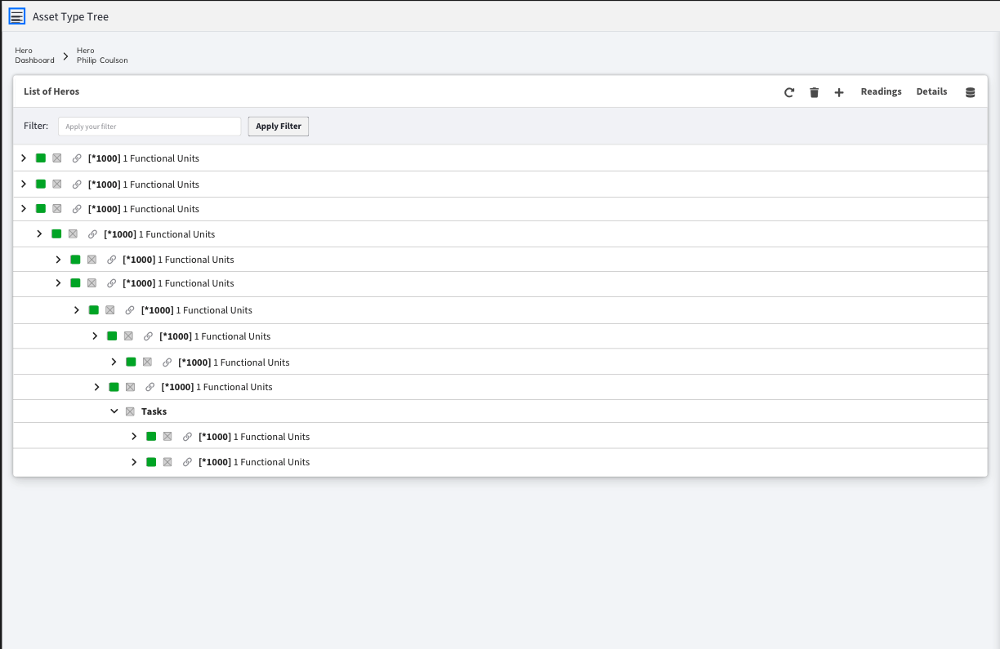 Asset Type Tree
Hero
Dashboard
Hero
Philip Coulson
List of Heros
Readings
Details
Filter:
Apply your filter
Apply Filter
[*1000] 1 Functional Units
[*1000] 1 Functional Units
[*1000] 1 Functional Units
[*1000] 1 Functional Units
[*1000] 1 Functional Units
[*1000] 1 Functional Units
[*1000] 1 Functional Units
[*1000] 1 Functional Units
[*1000] 1 Functional Units
[*1000] 1 Functional Units
Tasks
[*1000] 1 Functional Units
[*1000] 1 Functional Units